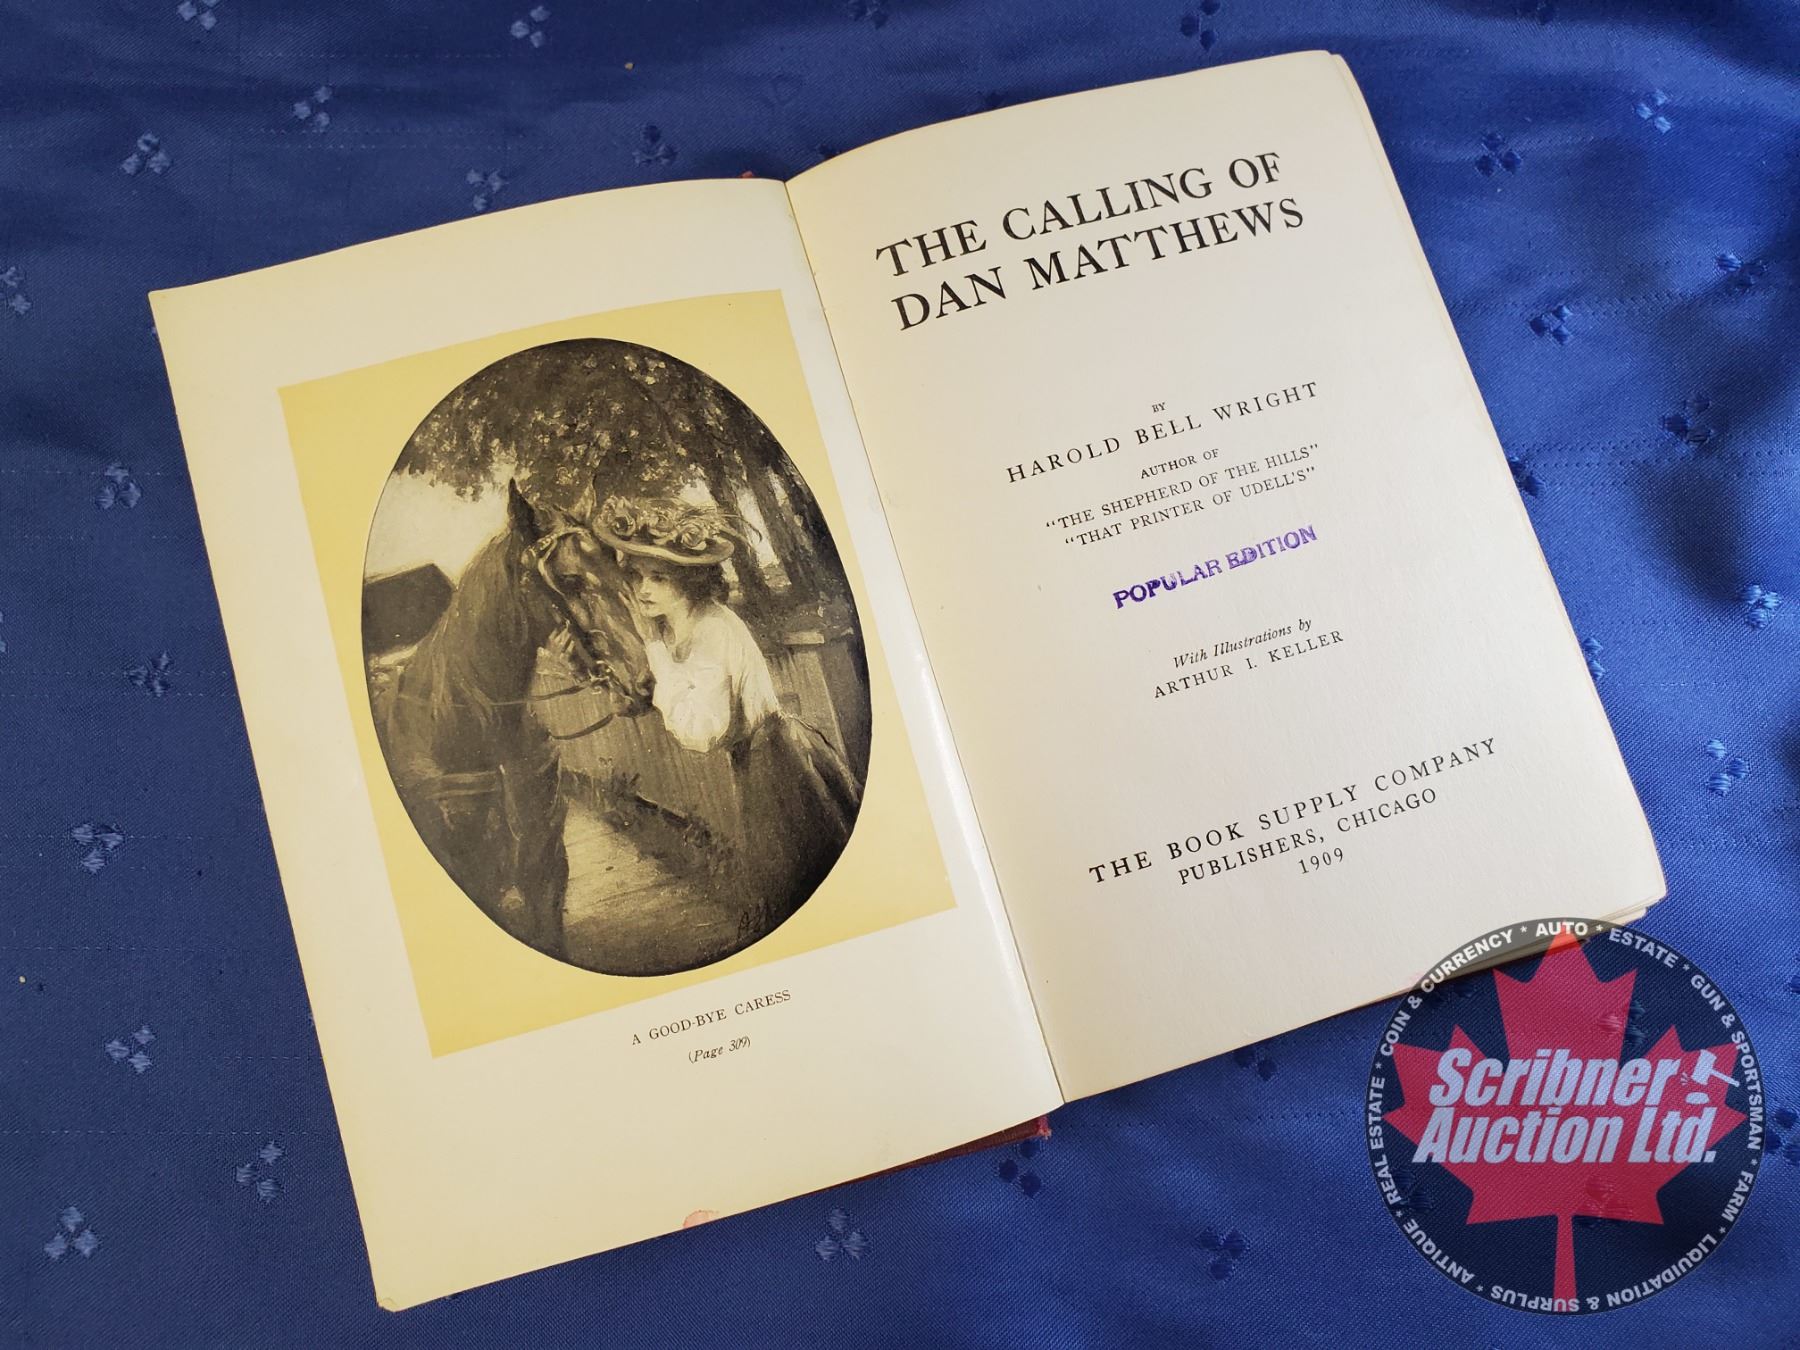 A GOOD-BYE CARESS
(Page 309)
THE CALLING OF
DAN MATTHEWS
BY
HAROLD BELL WRIGHT
AUTHOR OF
"THE SHEPHERD OF THE HILLS"
"THAT PRINTER OF UDELL'S"
POPULAR EDITION
With Illustrations by
ARTHUR I. KELLER
THE BOOK SUPPLY COMPANY
PUBLISHERS, CHICAGO
1909
Scribner
Auction Ltd.
REAL ESTATE * COIN & CURRENCY * AUTO * ESTATE * GUN & SPORTSMAN * FARM * LIQUIDATION & SURPLUS * ANTIQUE *